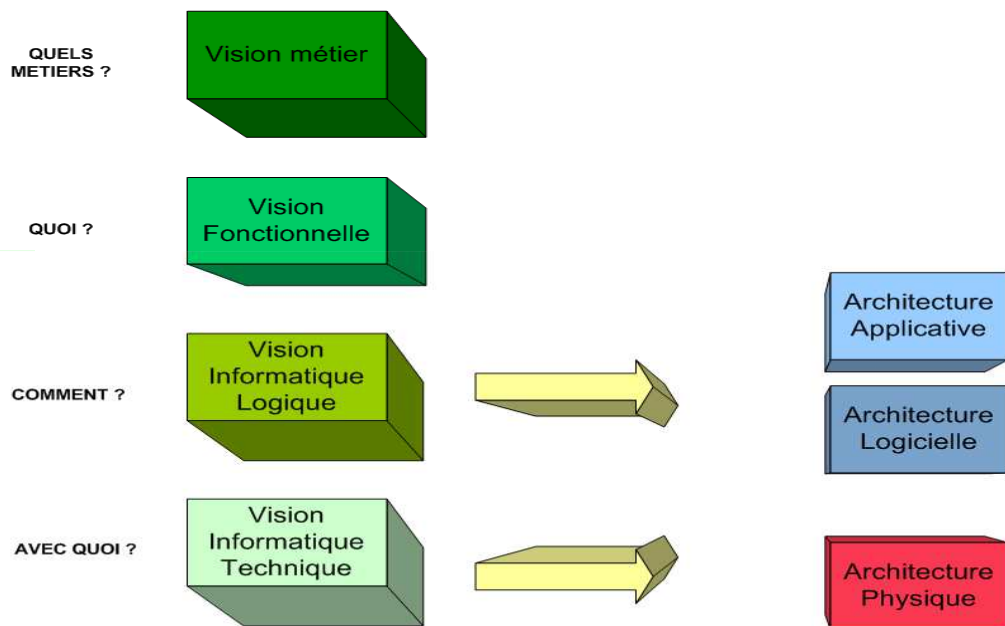 QUELS
METIERS ?
Vision métier
QUOI ?
Vision
Fonctionnelle
COMMENT ?
Vision
Informatique
Logique
Architecture
Applicative
Architecture
Logicielle
AVEC QUOI ?
Vision
Informatique
Technique
Architecture
Physique